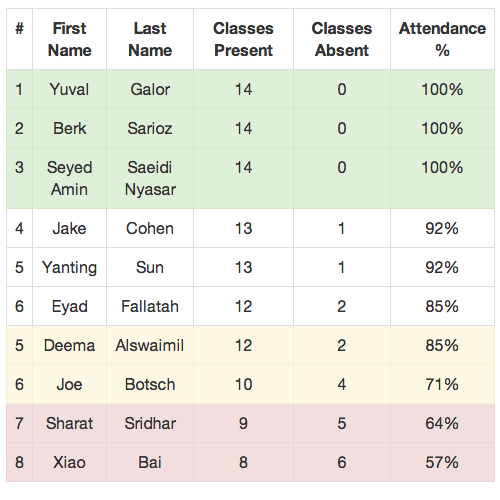 # First Name Last Name Classes Present Classes Absent Attendance %
1 Yuval Galor 14 0 100%
2 Berk Sarioz 14 0 100%
3 Seyed Amin Saeidi Nyasar 14 0 100%
4 Jake Cohen 13 1 92%
5 Yanting Sun 13 1 92%
6 Eyad Fallatah 12 2 85%
5 Deema Alswaimil 12 2 85%
6 Joe Botsch 10 4 71%
7 Sharat Sridhar 9 5 64%
8 Xiao Bai 8 6 57%